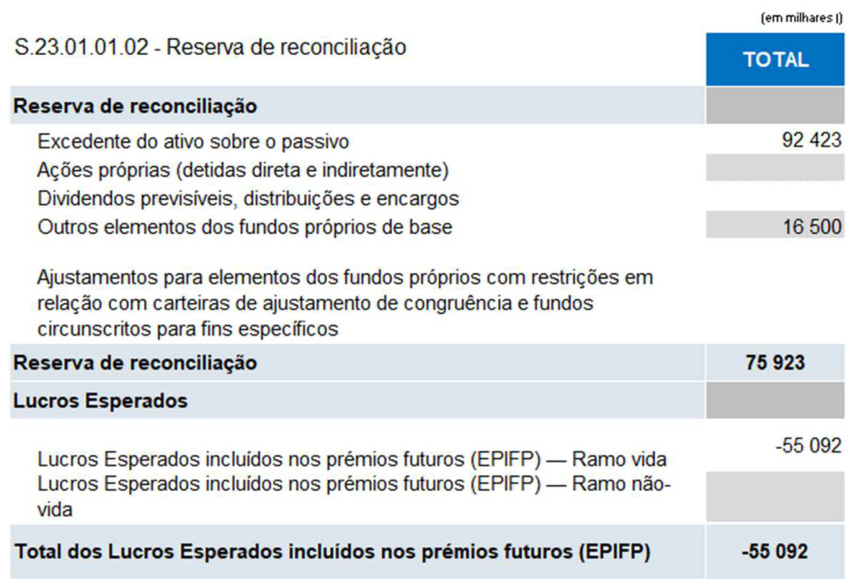 (em milhares |)
S.23.01.01.02 - Reserva de reconciliação
TOTAL
Reserva de reconciliação
Excedente do ativo sobre o passivo 92 423
Ações próprias (detidas direta e indiretamente)
Dividendos previsíveis, distribuições e encargos
Outros elementos dos fundos próprios de base 16 500
Ajustamentos para elementos dos fundos próprios com restrições em
relação com carteiras de ajustamento de congruência e fundos
circunscritos para fins específicos
Reserva de reconciliação 75 923
Lucros Esperados
Lucros Esperados incluídos nos prémios futuros (EPIFP) — Ramo vida -55 092
Lucros Esperados incluídos nos prémios futuros (EPIFP) — Ramo não-
vida
Total dos Lucros Esperados incluídos nos prémios futuros (EPIFP) -55 092